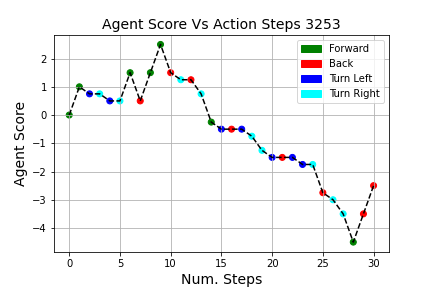 Agent Score Vs Action Steps 3253
Forward
Back
Turn Left
Turn Right
Agent Score
2
1
0
−1
−2
−3
−4
0 5 10 15 20 25 30
Num. Steps